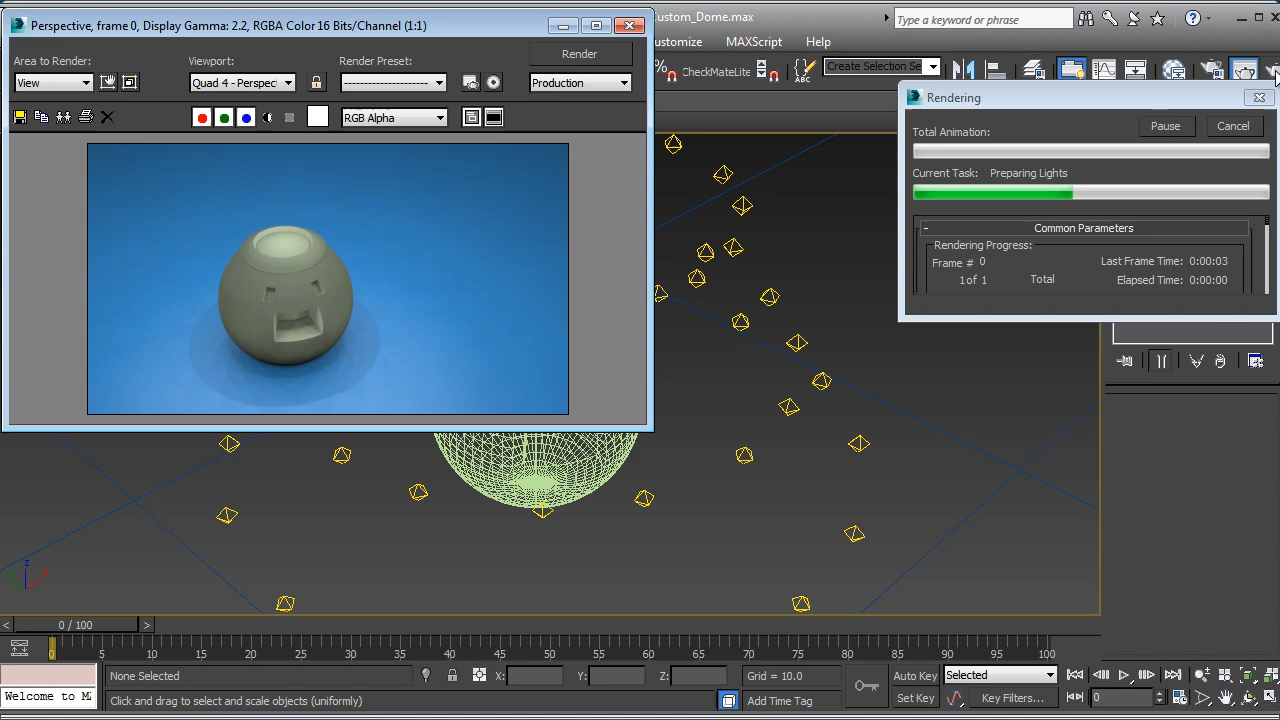 Perspective, frame 0, Display Gamma: 2.2, RGBA Color 16 Bits/Channel (1:1)
ustom_Dome.max
Type a keyword or phrase
ustomize MAXScript Help
Area to Render:
Viewport:
Render Preset:
Render
View
Quad 4 - Perspect
----------------------
Production
RGB Alpha
CheckMateLite
Create Selection Se
Rendering
Total Animation:
Pause
Cancel
Current Task: Preparing Lights
- Common Parameters
Rendering Progress:
Frame # 0
Last Frame Time: 0:00:03
1 of 1 Total
Elapsed Time: 0:00:00
z
< 0 / 100 >
0 5 10 15 20 25 30 35 40 45 50 55 60 65 70 75 80 85 90 95 100
None Selected
X: Y: Z:
Grid = 10.0
Auto Key
Selected
Welcome to M
Click and drag to select and scale objects (uniformly)
Add Time Tag
Set Key
Key Filters...
0